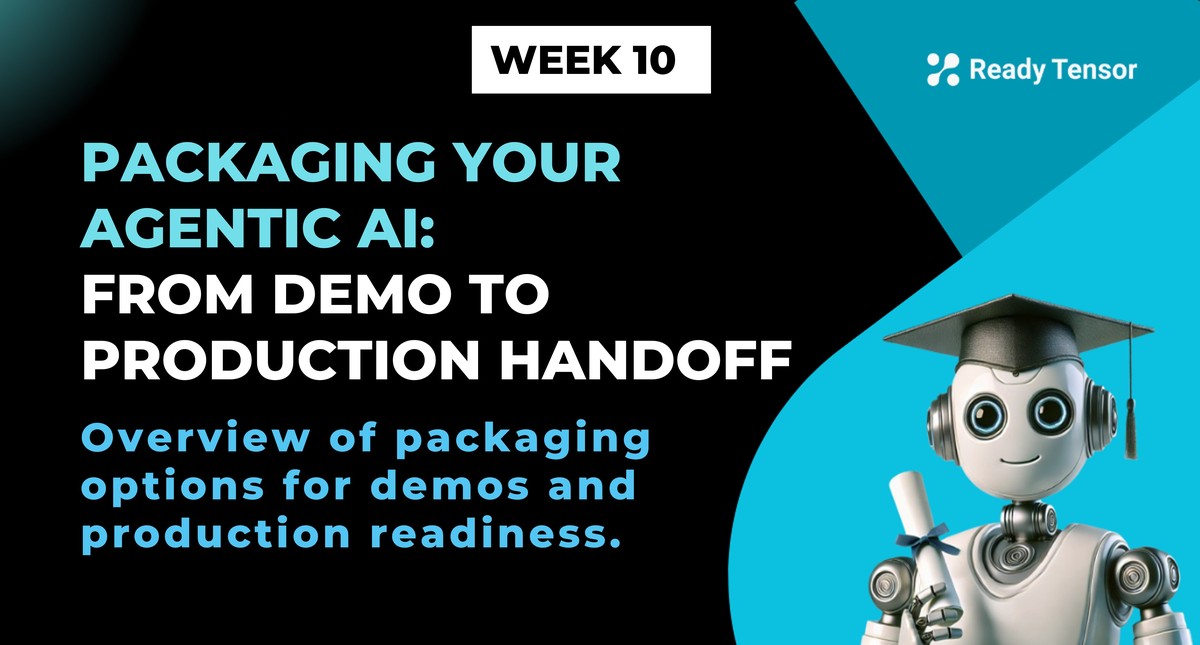 WEEK 10
Ready Tensor
PACKAGING YOUR
AGENTIC AI:
FROM DEMO TO
PRODUCTION HANDOFF
Overview of packaging
options for demos and
production readiness.